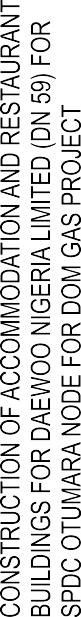 CONSTRUCTION OF ACCOMMODATION AND RESTAURANT
BUILDINGS FOR DAEWOO NIGERIA LIMITED (DN 59) FOR
SPDC OTUMARA NODE FOR DOM GAS PROJECT